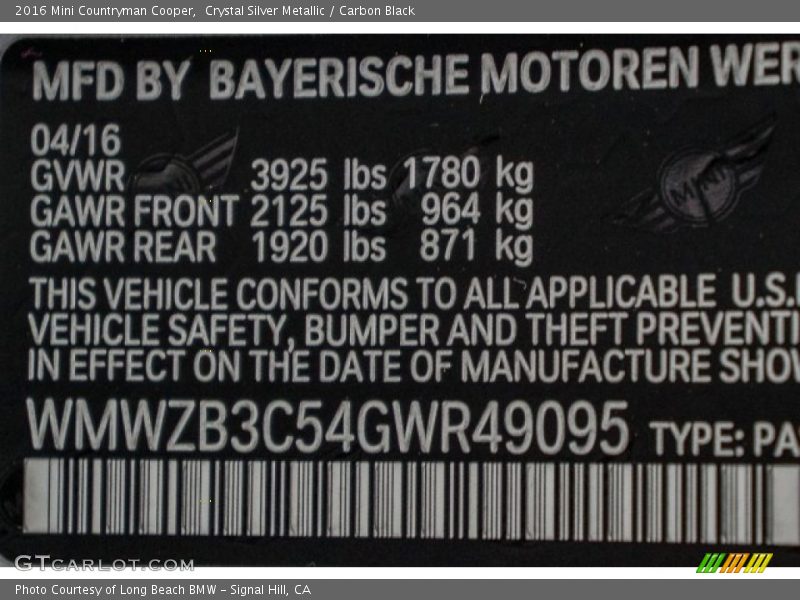 2016 Mini Countryman Cooper,  Crystal Silver Metallic / Carbon Black
MFD BY BAYERISCHE MOTOREN WER
04/16
GVWR 3925 lbs 1780 kg
GAWR FRONT 2125 lbs 964 kg
GAWR REAR 1920 lbs 871 kg
MINI
THIS VEHICLE CONFORMS TO ALL APPLICABLE U.S.
VEHICLE SAFETY, BUMPER AND THEFT PREVENTI
IN EFFECT ON THE DATE OF MANUFACTURE SHOW
WMWZB3C54GWR49095 TYPE: PA
GTCARLOT.COM
Photo Courtesy of Long Beach BMW - Signal Hill, CA